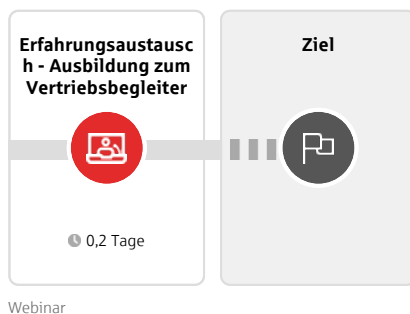 Erfahrungsaustausc
h - Ausbildung zum
Vertriebsbegleiter
Ziel
0,2 Tage
Webinar